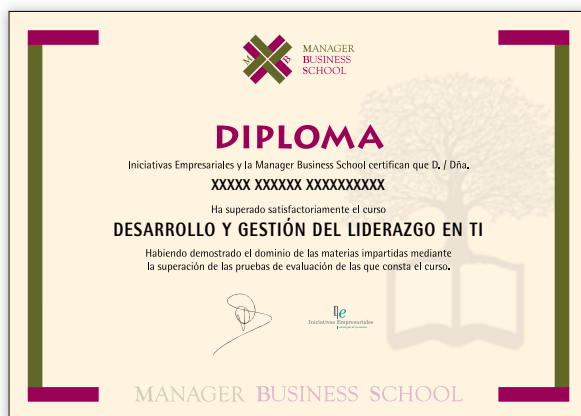 M B
MANAGER
BUSINESS
SCHOOL
DIPLOMA
Iniciativas Empresariales y la Manager Business School certifican que D. / Dña.
XXXXX XXXXXX XXXXXXXXXX
Ha superado satisfactoriamente el curso
DESARROLLO Y GESTIÓN DEL LIDERAZGO EN TI
Habiendo demostrado el dominio de las materias impartidas mediante
la superación de las pruebas de evaluación de las que consta el curso.
Ie
Iniciativas Empresariales
MANAGER BUSINESS SCHOOL